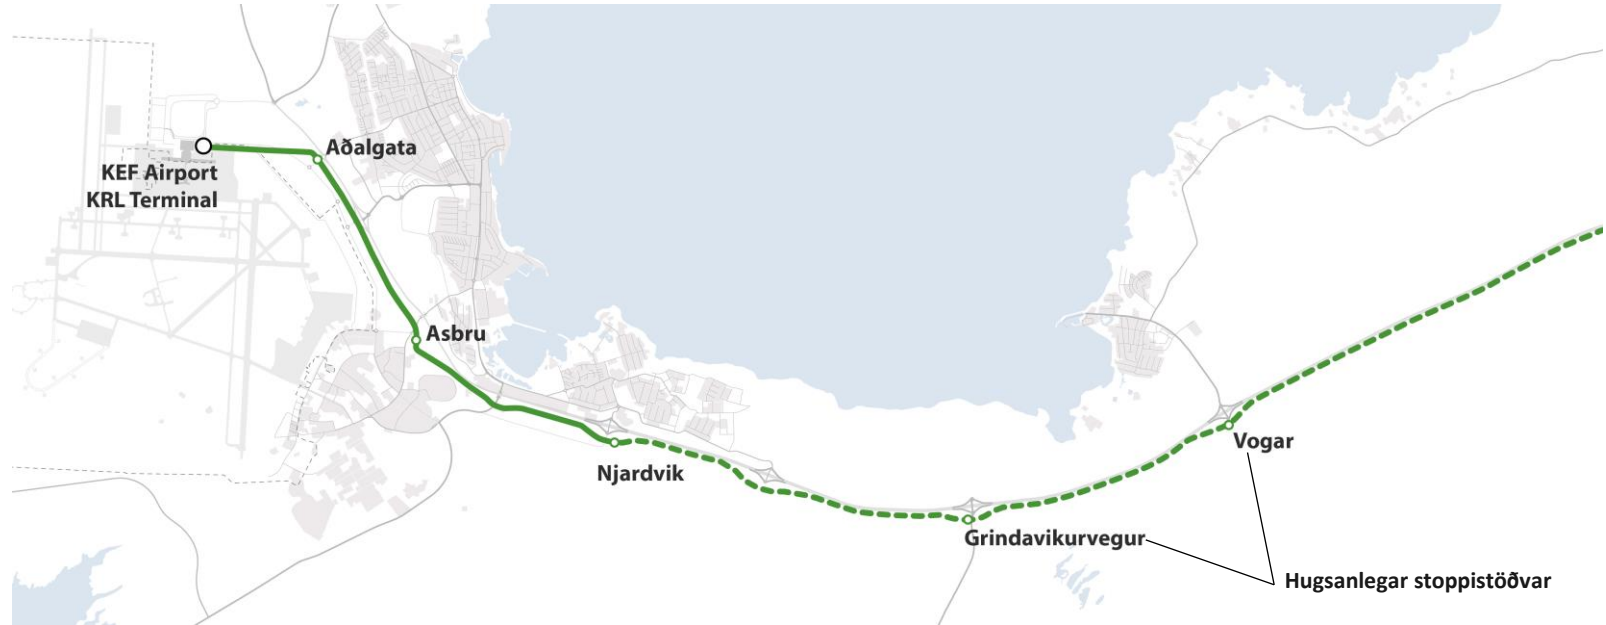 Aðalgata
KEF Airport
KRL Terminal
Asbru
Njardvik
Vogar
Grindavikurvegur
Hugsanlegar stoppistöðvar